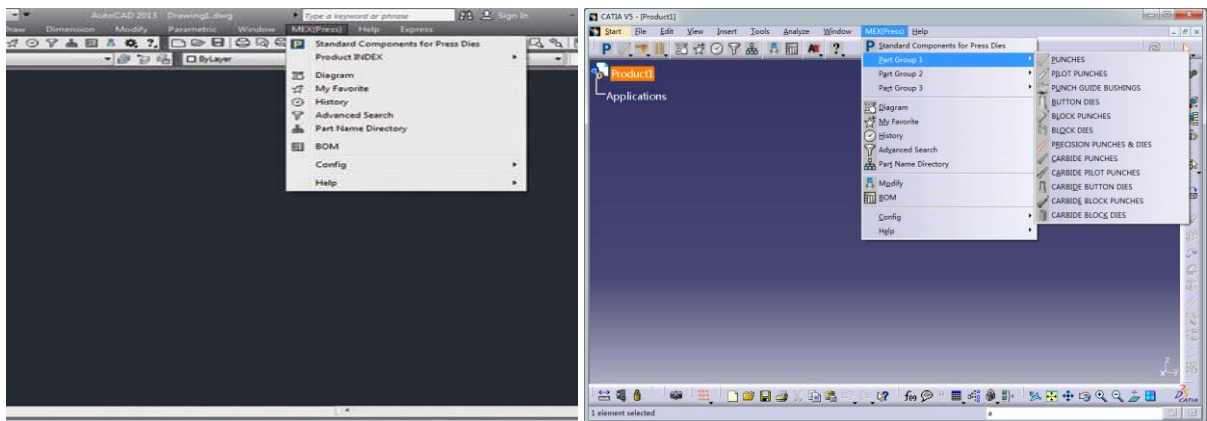 AutoCAD 2013 Drawing1.dwg Type a keyword or phrase Sign In
Draw Dimension Modify Parametric Window MEX(Press) Help Express
ByLayer
P Standard Components for Press Dies
Product INDEX
Diagram
My Favorite
History
Advanced Search
Part Name Directory
BOM
Config
Help
CATIA V5 - [Product1]
Start File Edit View Insert Tools Analyze Window MEX(Press) Help
P Standard Components for Press Dies
Part Group 1
Part Group 2
Part Group 3
Diagram
My Favorite
History
Advanced Search
Part Name Directory
Modify
BOM
Config
Help
PUNCHES
PILOT PUNCHES
PUNCH GUIDE BUSHINGS
BUTTON DIES
BLOCK PUNCHES
BLOCK DIES
PRECISION PUNCHES & DIES
CARBIDE PUNCHES
CARBIDE PILOT PUNCHES
CARBIDE BUTTON DIES
CARBIDE BLOCK PUNCHES
CARBIDE BLOCK DIES
Product1
Applications
CATIA
1 element selected
a